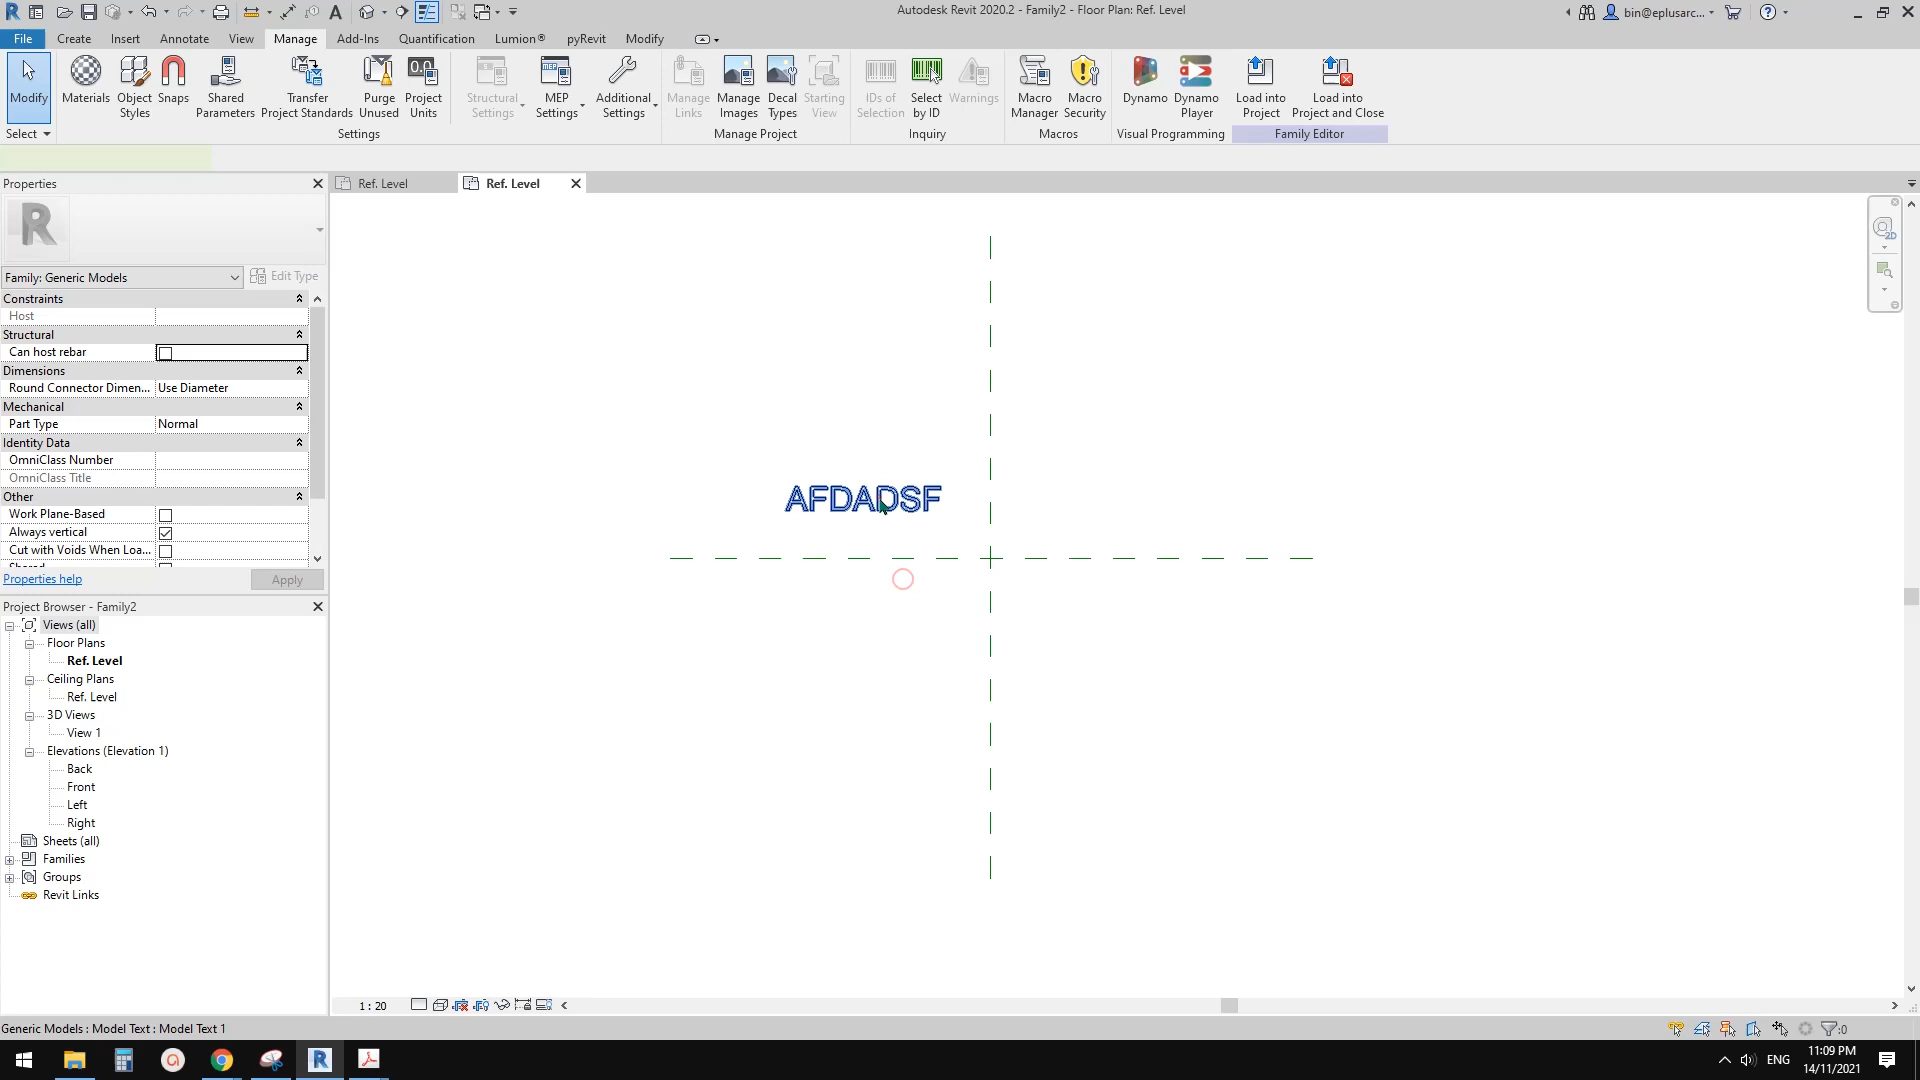 Autodesk Revit 2020.2 - Family2 - Floor Plan: Ref. Level
bin@eplusarc...
File Create Insert Annotate View Manage Add-Ins Quantification Lumion® pyRevit Modify
Modify
Materials
Object Styles
Snaps
Shared Parameters
Transfer Project Standards
Purge Unused
Project Units
Structural Settings
MEP Settings
Additional Settings
Manage Links
Manage Images
Decal Types
Starting View
IDs of Selection
Select by ID
Warnings
Macro Manager
Macro Security
Dynamo
Dynamo Player
Load into Project
Load into Project and Close
Select Settings Manage Project Inquiry Macros Visual Programming Family Editor
Properties
Ref. Level
Ref. Level
Family: Generic Models
Edit Type
Constraints
Host
Structural
Can host rebar
Dimensions
Round Connector Dimen... Use Diameter
Mechanical
Part Type Normal
Identity Data
OmniClass Number
OmniClass Title
Other
Work Plane-Based
Always vertical
Cut with Voids When Loa...
Properties help
Apply
AFDADSF
Project Browser - Family2
Views (all)
Floor Plans
Ref. Level
Ceiling Plans
Ref. Level
3D Views
View 1
Elevations (Elevation 1)
Back
Front
Left
Right
Sheets (all)
Families
Groups
Revit Links
1 : 20
Generic Models : Model Text : Model Text 1
:0
ENG
11:09 PM
14/11/2021